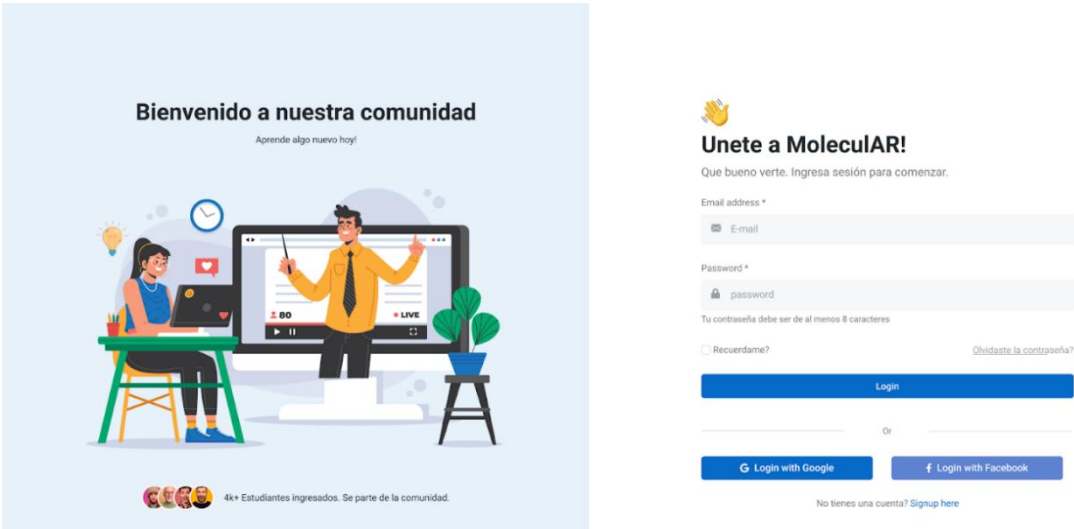 Bienvenido a nuestra comunidad
Aprende algo nuevo hoy!
80
LIVE
4k+ Estudiantes ingresados. Se parte de la comunidad.
Unete a MoleculAR!
Que bueno verte. Ingresa sesión para comenzar.
Email address *
E-mail
Password *
password
Tu contraseña debe ser de al menos 8 caracteres
Recuerdame?
Olvidaste la contraseña?
Login
Or
G Login with Google
f Login with Facebook
No tienes una cuenta? Signup here